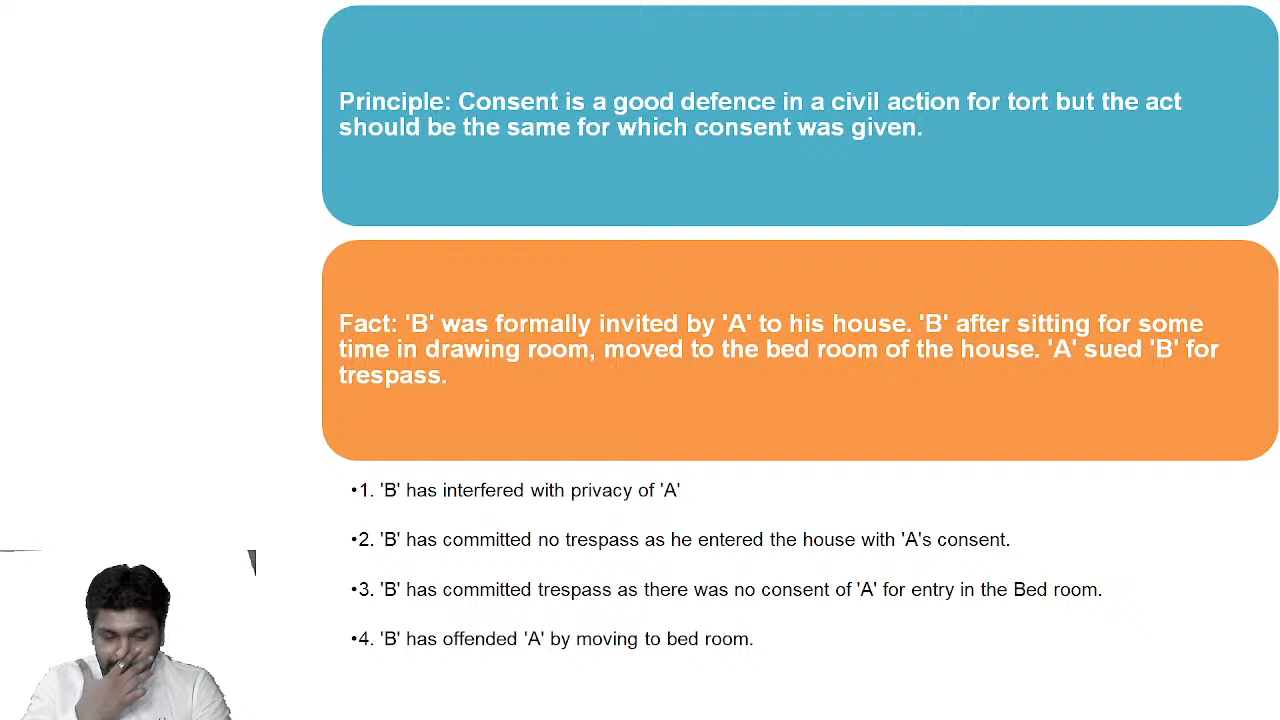 Principle: Consent is a good defence in a civil action for tort but the act
should be the same for which consent was given.
Fact: 'B' was formally invited by 'A' to his house. 'B' after sitting for some
time in drawing room, moved to the bed room of the house. 'A' sued 'B' for
trespass.
•1. 'B' has interfered with privacy of 'A'
•2. 'B' has committed no trespass as he entered the house with 'A's consent.
•3. 'B' has committed trespass as there was no consent of 'A' for entry in the Bed room.
•4. 'B' has offended 'A' by moving to bed room.